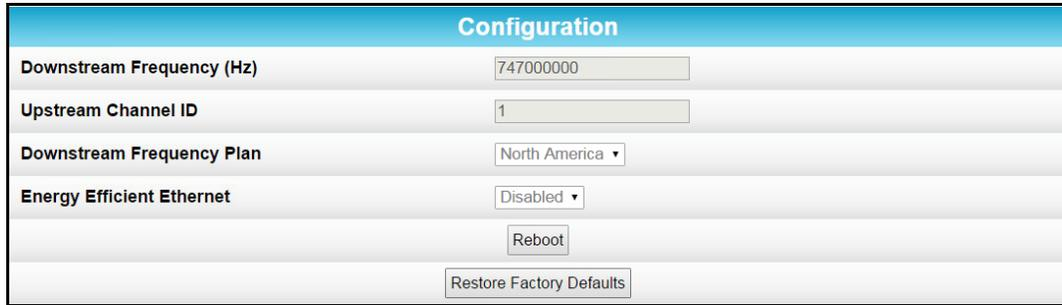 Configuration
Downstream Frequency (Hz) 747000000
Upstream Channel ID 1
Downstream Frequency Plan North America
Energy Efficient Ethernet Disabled
Reboot
Restore Factory Defaults